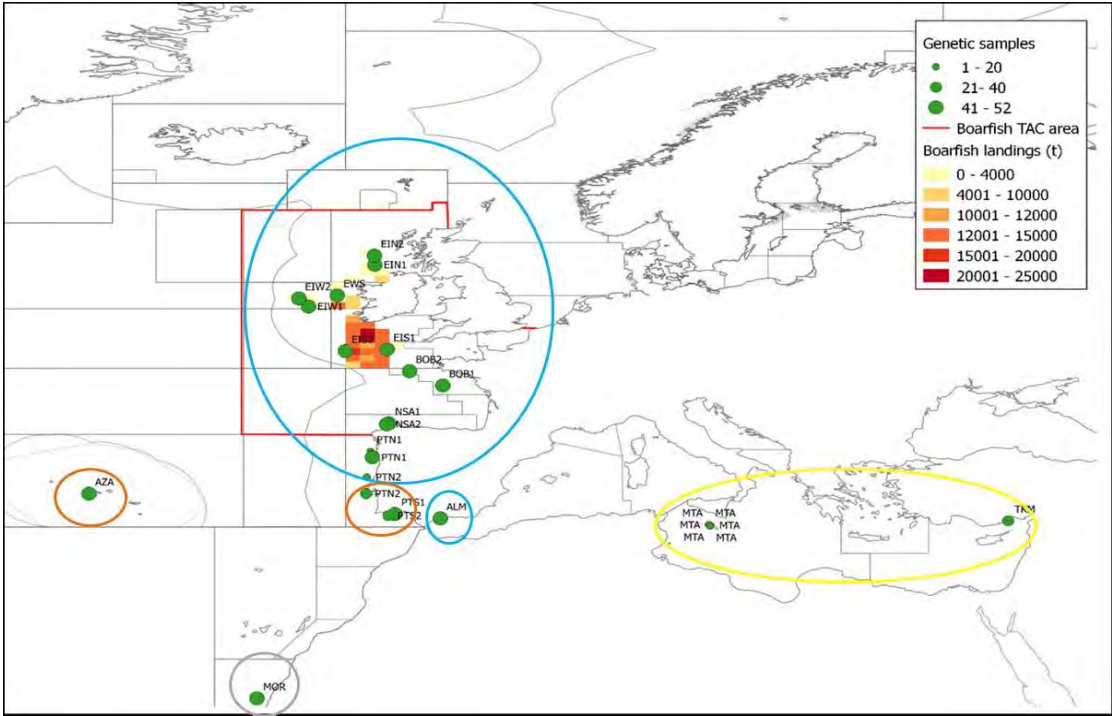 Genetic samples
1 - 20
21- 40
41 - 52
Boarfish TAC area
Boarfish landings (t)
0 - 4000
4001 - 10000
10001 - 12000
12001 - 15000
15001 - 20000
20001 - 25000
EIN2
EIN1
EIW2
EWS
EIW1
EIS2
EIS1
BOB2
BOB1
NSA1
NSA2
PTN1
PTN1
PTN2
AZA
PTN2
PTS1
PTS2
ALM
MTA MTA
MTA MTA
MTA MTA
TKM
MOR